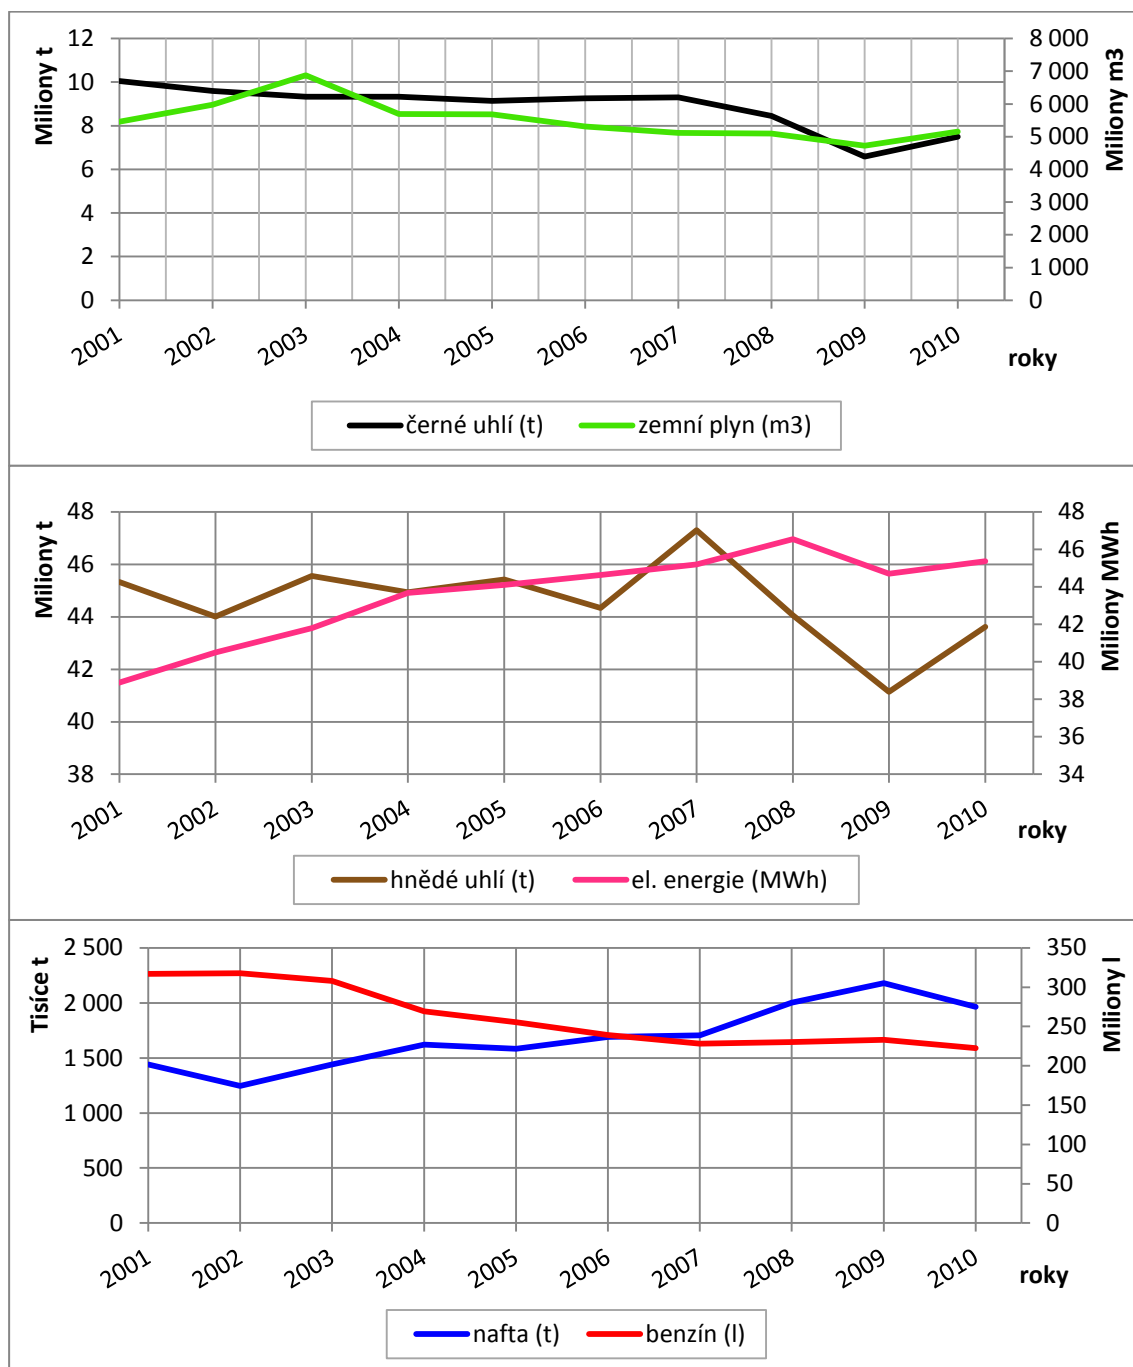 Miliony t
12
10
8
6
4
2
0
8 000
7 000
6 000
5 000
4 000
3 000
2 000
1 000
0
Miliony m3
2001 2002 2003 2004 2005 2006 2007 2008 2009 2010
roky
černé uhlí (t) zemní plyn (m3)
Miliony t
48
46
44
42
40
38
48
46
44
42
40
38
36
34
Miliony MWh
2001 2002 2003 2004 2005 2006 2007 2008 2009 2010
roky
hnědé uhlí (t) el. energie (MWh)
Tisíce t
2 500
2 000
1 500
1 000
500
0
350
300
250
200
150
100
50
0
Miliony l
2001 2002 2003 2004 2005 2006 2007 2008 2009 2010
roky
nafta (t) benzín (l)